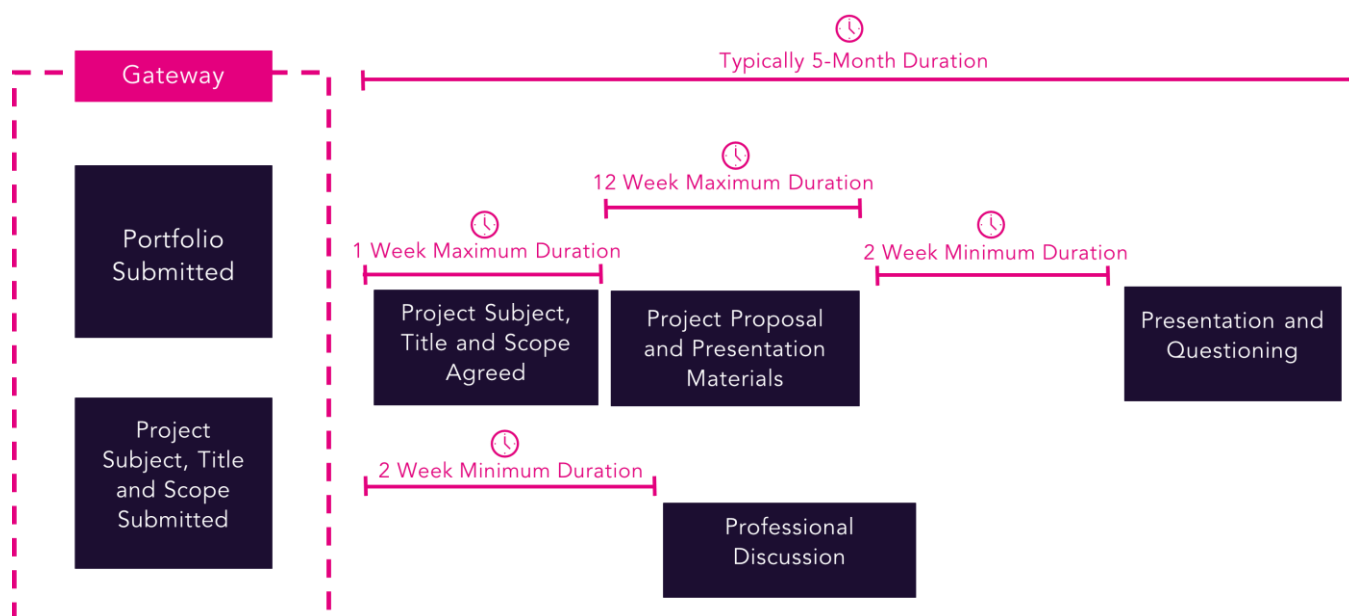 Gateway
Portfolio
Submitted
Project
Subject, Title
and Scope
Submitted
Typically 5-Month Duration
12 Week Maximum Duration
1 Week Maximum Duration
2 Week Minimum Duration
Project Subject,
Title and Scope
Agreed
Project Proposal
and Presentation
Materials
Presentation and
Questioning
2 Week Minimum Duration
Professional
Discussion